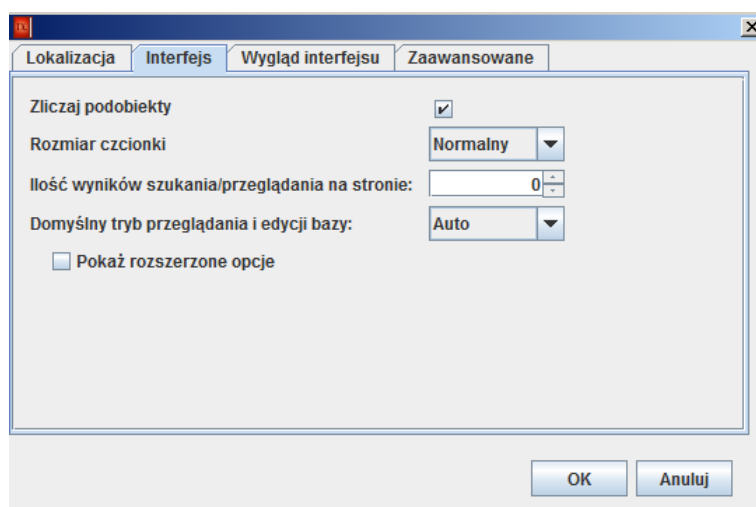 Lokalizacja Interfejs Wygląd interfejsu Zaawansowane
Zliczaj podobiekty
Rozmiar czcionki Normalny
Ilość wyników szukania/przeglądania na stronie: 0
Domyślny tryb przeglądania i edycji bazy: Auto
Pokaż rozszerzone opcje
OK Anuluj